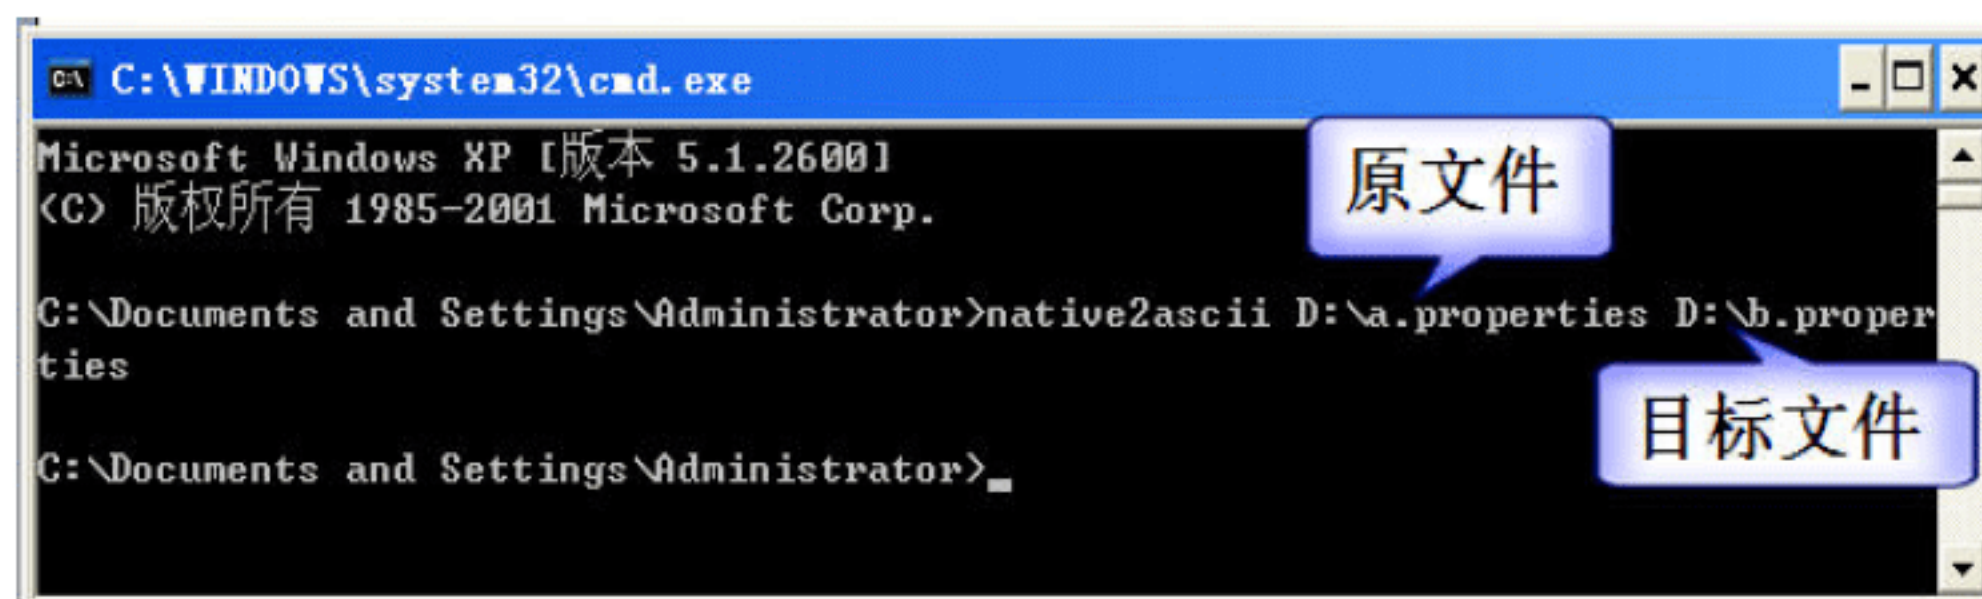 C:\WINDOWS\system32\cmd.exe
Microsoft Windows XP [版本 5.1.2600]
(C) 版权所有 1985-2001 Microsoft Corp.
原文件
C:\Documents and Settings\Administrator>native2ascii D:\a.properties D:\b.proper
ties
目标文件
C:\Documents and Settings\Administrator>_